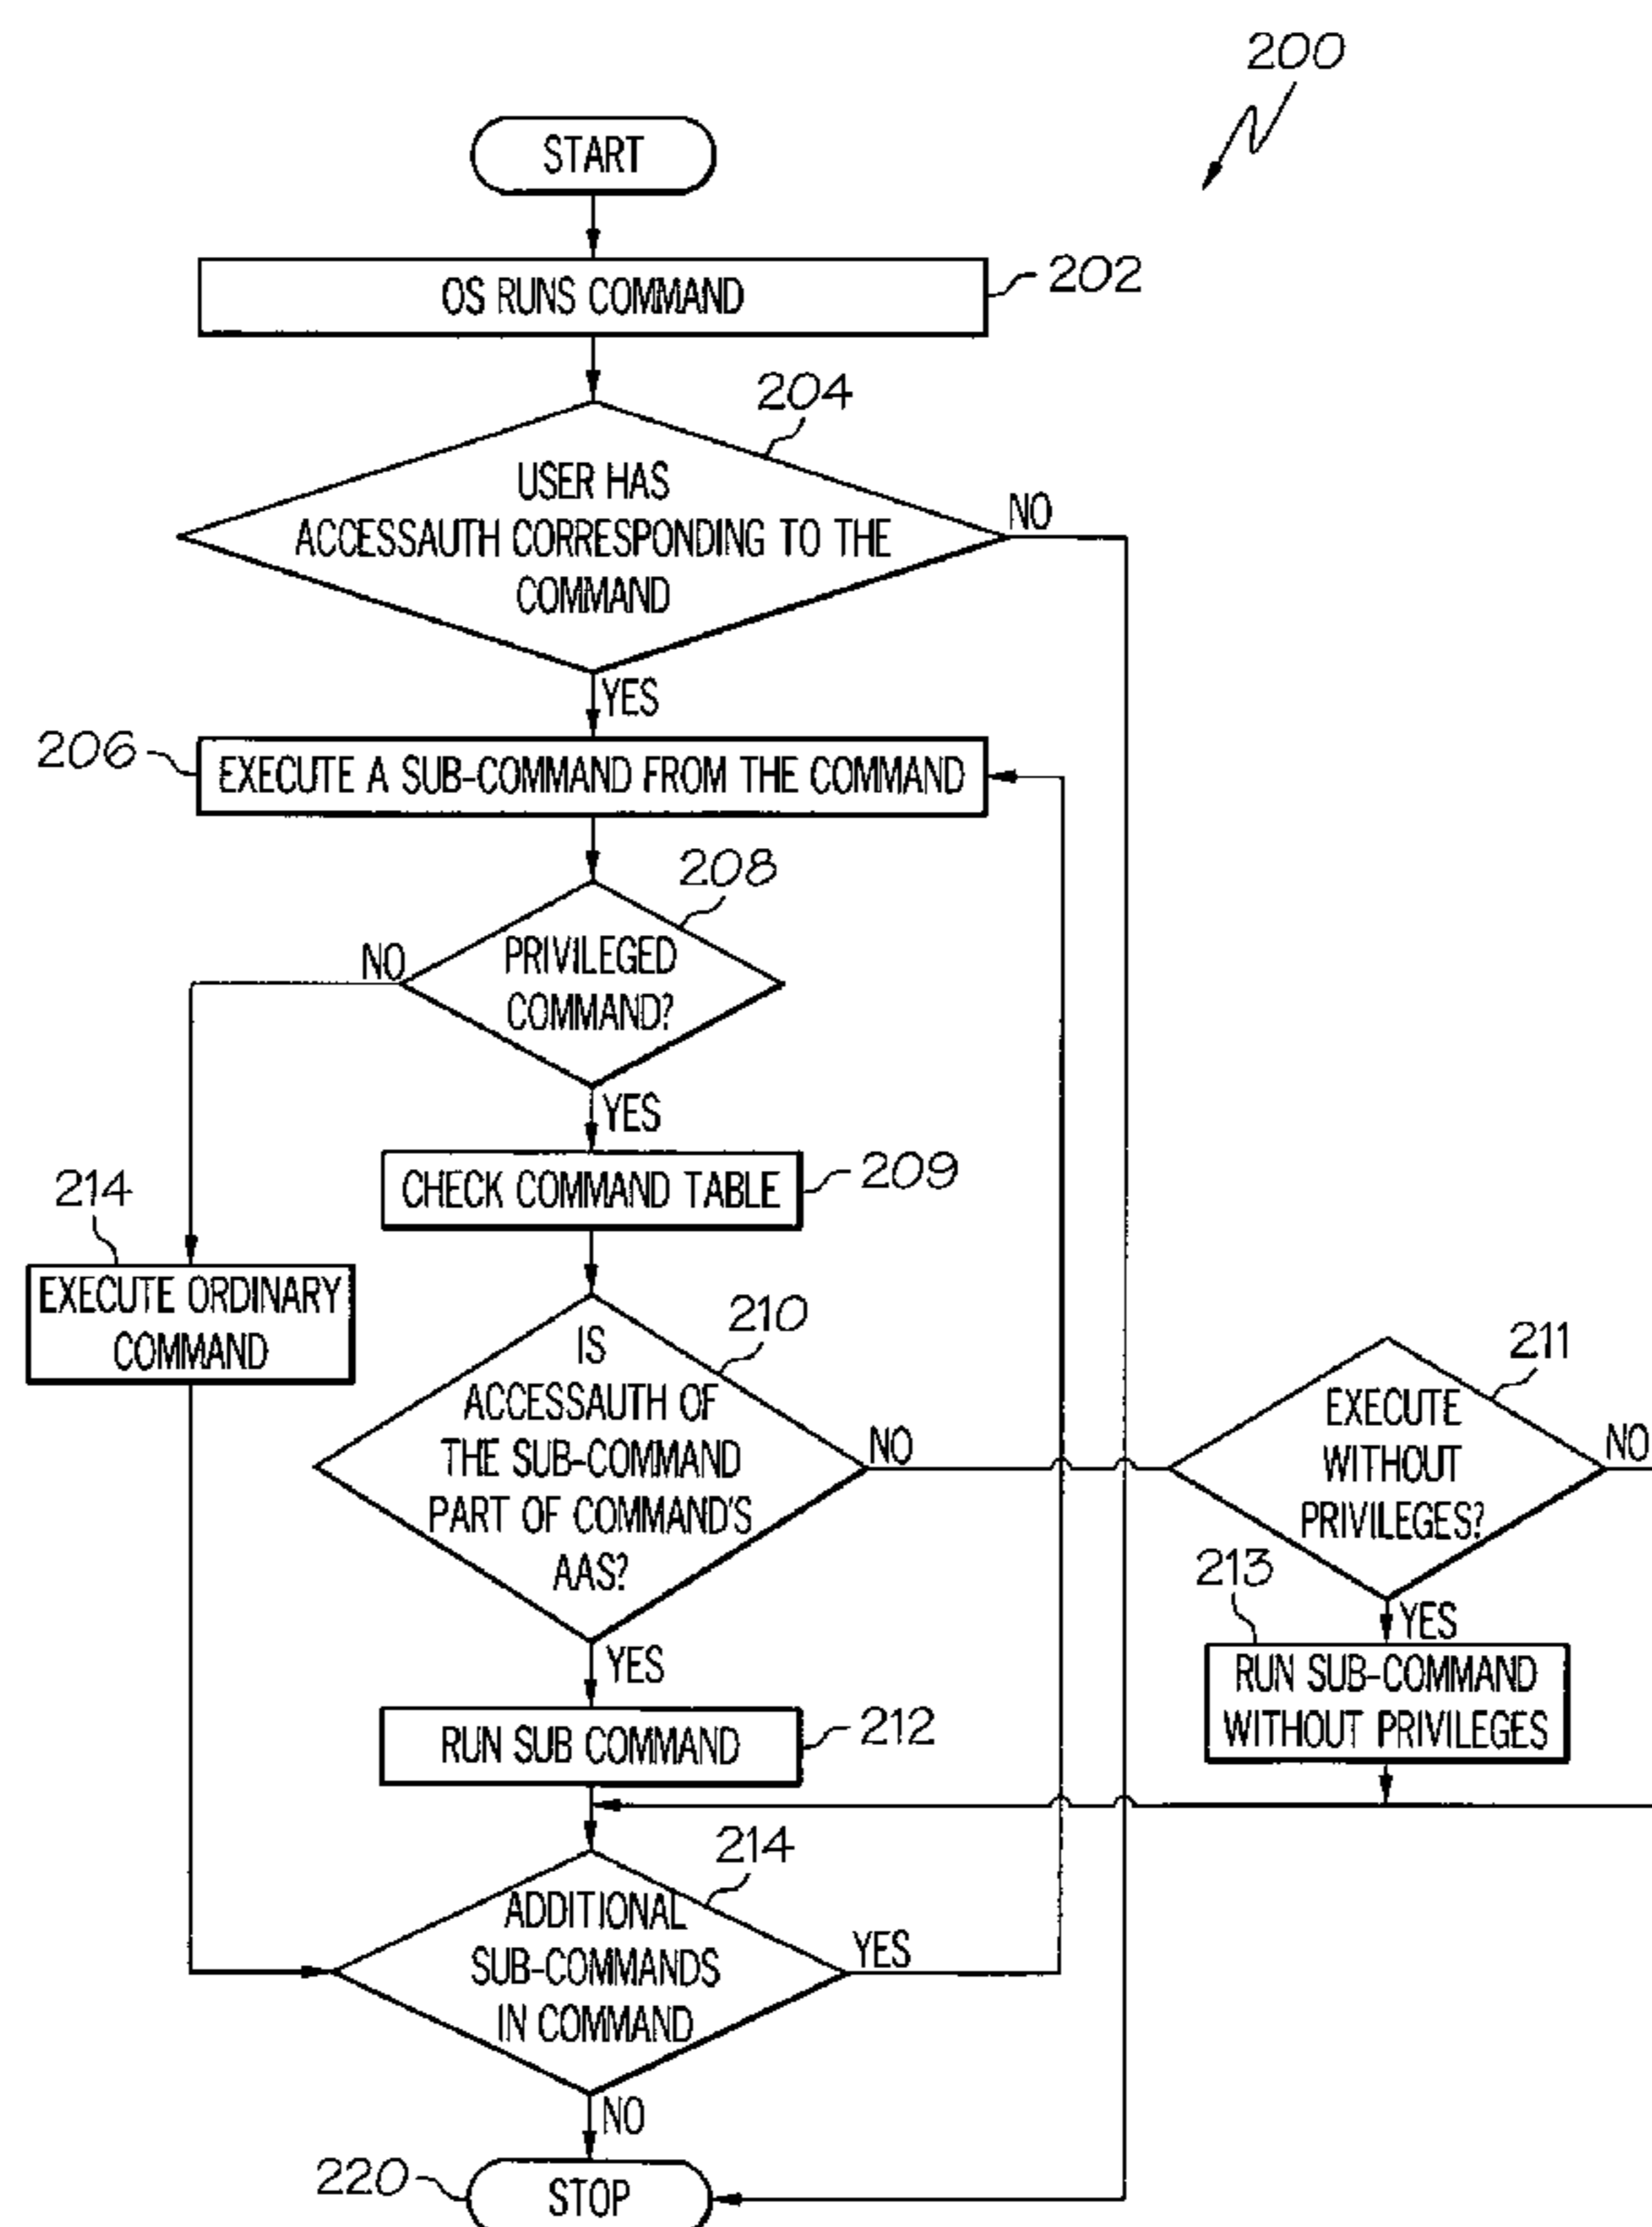 200
START
OS RUNS COMMAND
202
204
USER HAS
ACCESSAUTH CORRESPONDING TO THE
COMMAND
NO
YES
206
EXECUTE A SUB-COMMAND FROM THE COMMAND
208
PRIVILEGED
COMMAND?
NO
YES
CHECK COMMAND TABLE
209
214
EXECUTE ORDINARY
COMMAND
210
IS
ACCESSAUTH OF
THE SUB-COMMAND
PART OF COMMAND'S
AAS?
NO
YES
211
EXECUTE
WITHOUT
PRIVILEGES?
NO
YES
213
RUN SUB-COMMAND
WITHOUT PRIVILEGES
RUN SUB COMMAND
212
214
ADDITIONAL
SUB-COMMANDS
IN COMMAND
YES
NO
220
STOP